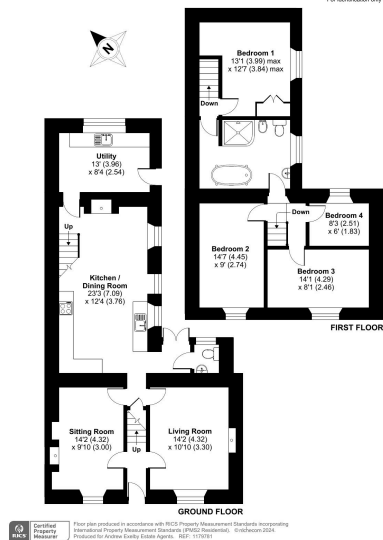 For identification only
N
Bedroom 1
13'1 (3.99) max
x 12'7 (3.84) max
Down
Utility
13' (3.96)
x 8'4 (2.54)
Up
Kitchen /
Dining Room
23'3 (7.09)
x 12'4 (3.76)
Down
Bedroom 4
8'3 (2.51)
x 6' (1.83)
Bedroom 2
14'7 (4.45)
x 9' (2.74)
Bedroom 3
14'1 (4.29)
x 8'1 (2.46)
FIRST FLOOR
Sitting Room
14'2 (4.32)
x 9'10 (3.00)
Up
Living Room
14'2 (4.32)
x 10'10 (3.30)
GROUND FLOOR
RICS
Certified
Property
Measurer
Floor plan produced in accordance with RICS Property Measurement Standards incorporating
International Property Measurement Standards (IPMS2 Residential). ©nichecom 2024.
Produced for Andrew Exelby Estate Agents. REF: 1179781